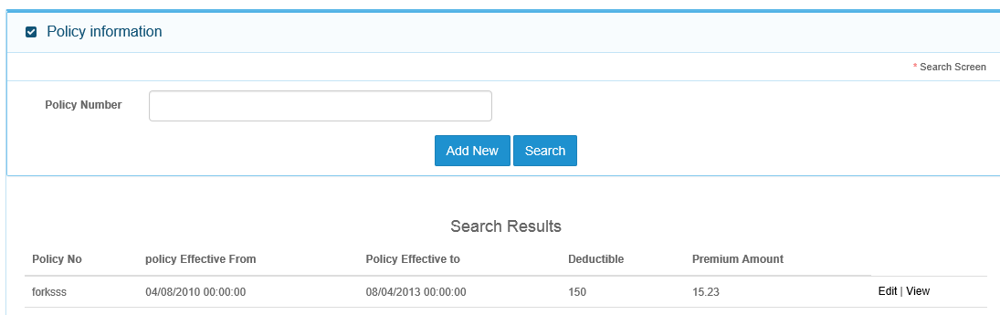 Policy information
* Search Screen
Policy Number
Add New Search
Search Results
Policy No policy Effective From Policy Effective to Deductible Premium Amount
forksss 04/08/2010 00:00:00 08/04/2013 00:00:00 150 15.23 Edit | View